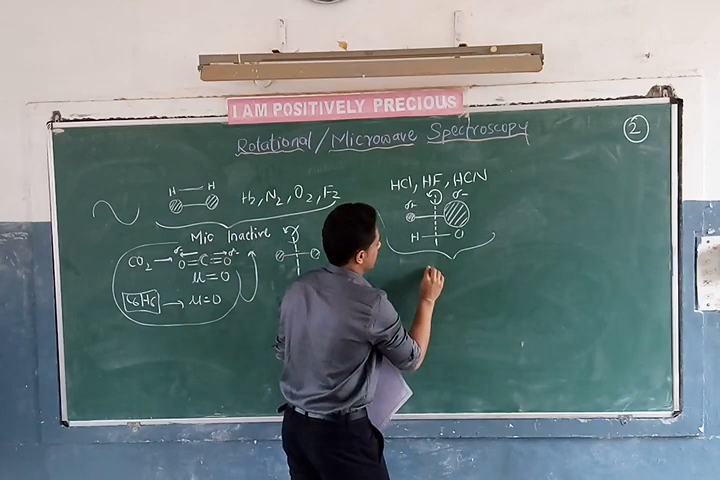 I AM POSITIVELY PRECIOUS
Rotational/Microwave Spectroscopy
2
H — H
H2, N2, O2, F2
Mic Inactive
CO2 → O=C=O
δ- δ-
μ=0
C6H6 → μ=0
HCl, HF, HCN
δ+ δ-
H — Cl